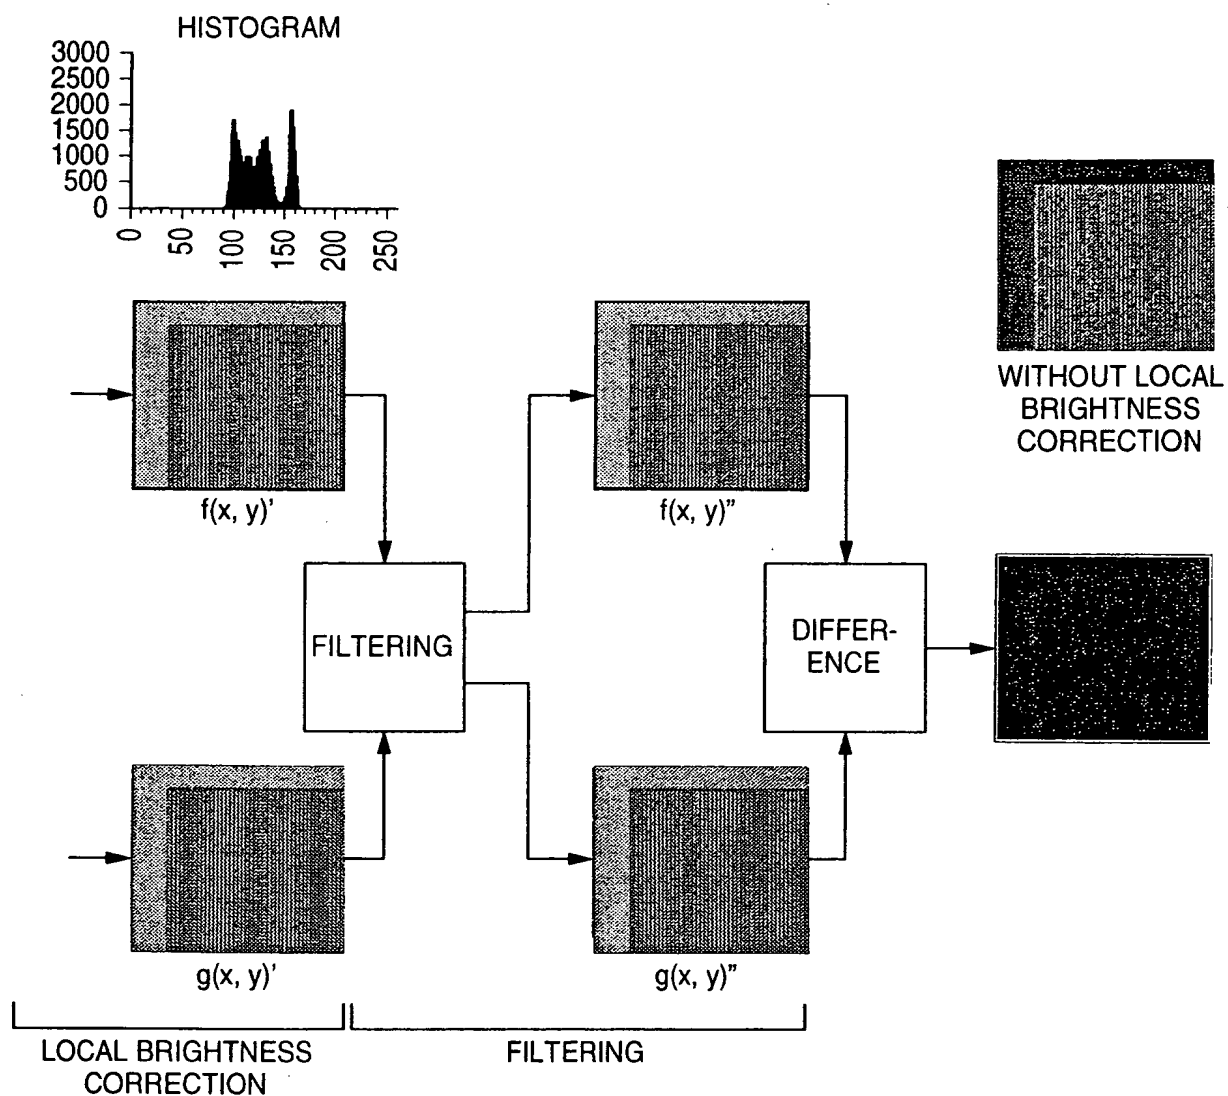 HISTOGRAM
3000
2500
2000
1500
1000
500
0
0 50 100 150 200 250
WITHOUT LOCAL
BRIGHTNESS
CORRECTION
f(x, y)'
f(x, y)"
FILTERING
DIFFER-
ENCE
g(x, y)'
g(x, y)"
LOCAL BRIGHTNESS
CORRECTION
FILTERING